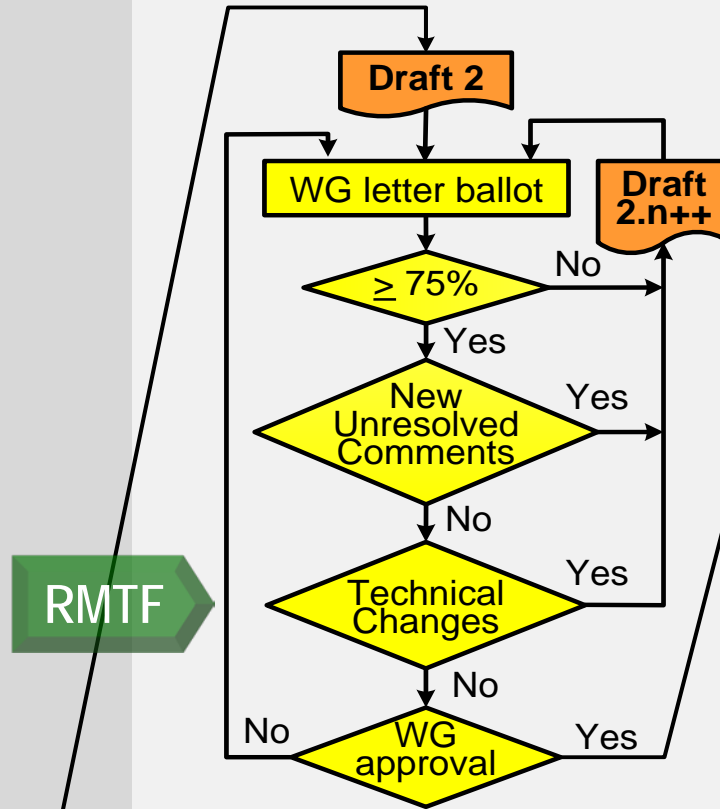 Draft 2
WG letter ballot
Draft
2.n++
≥ 75%
No
Yes
New
Unresolved
Comments
Yes
No
RMTF
Technical
Changes
Yes
No
No
WG
approval
Yes